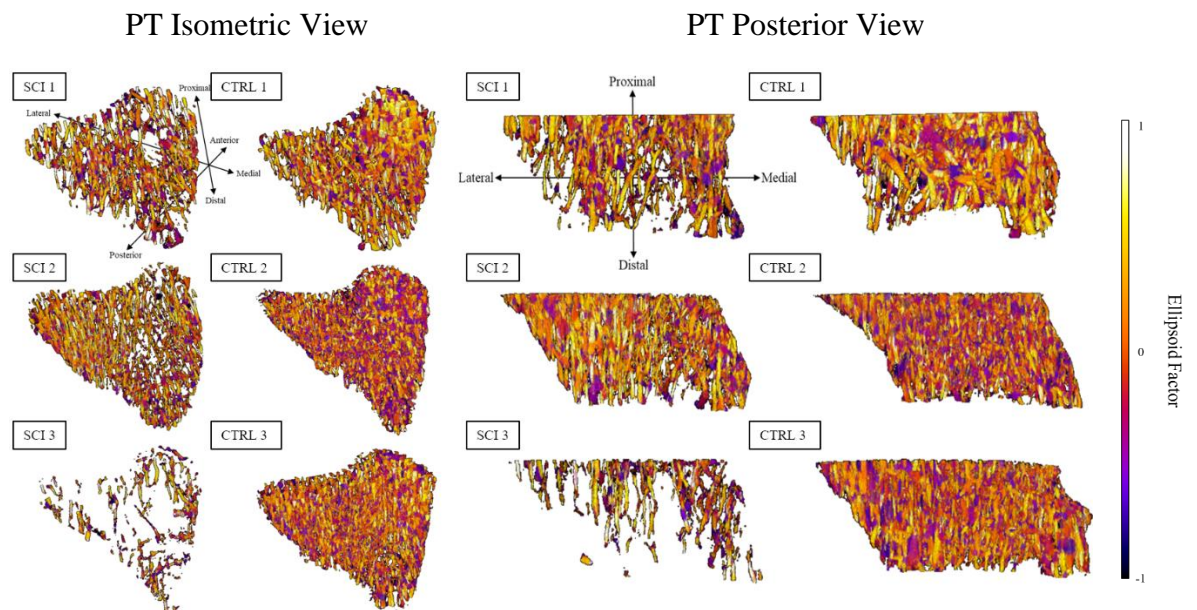 PT Isometric View
PT Posterior View
SCI 1
CTRL 1
Proximal
Lateral
Anterior
Medial
Distal
Posterior
SCI 1
Proximal
CTRL 1
Lateral
Medial
Distal
SCI 2
CTRL 2
SCI 2
CTRL 2
SCI 3
CTRL 3
SCI 3
CTRL 3
1
0
-1
Ellipsoid Factor